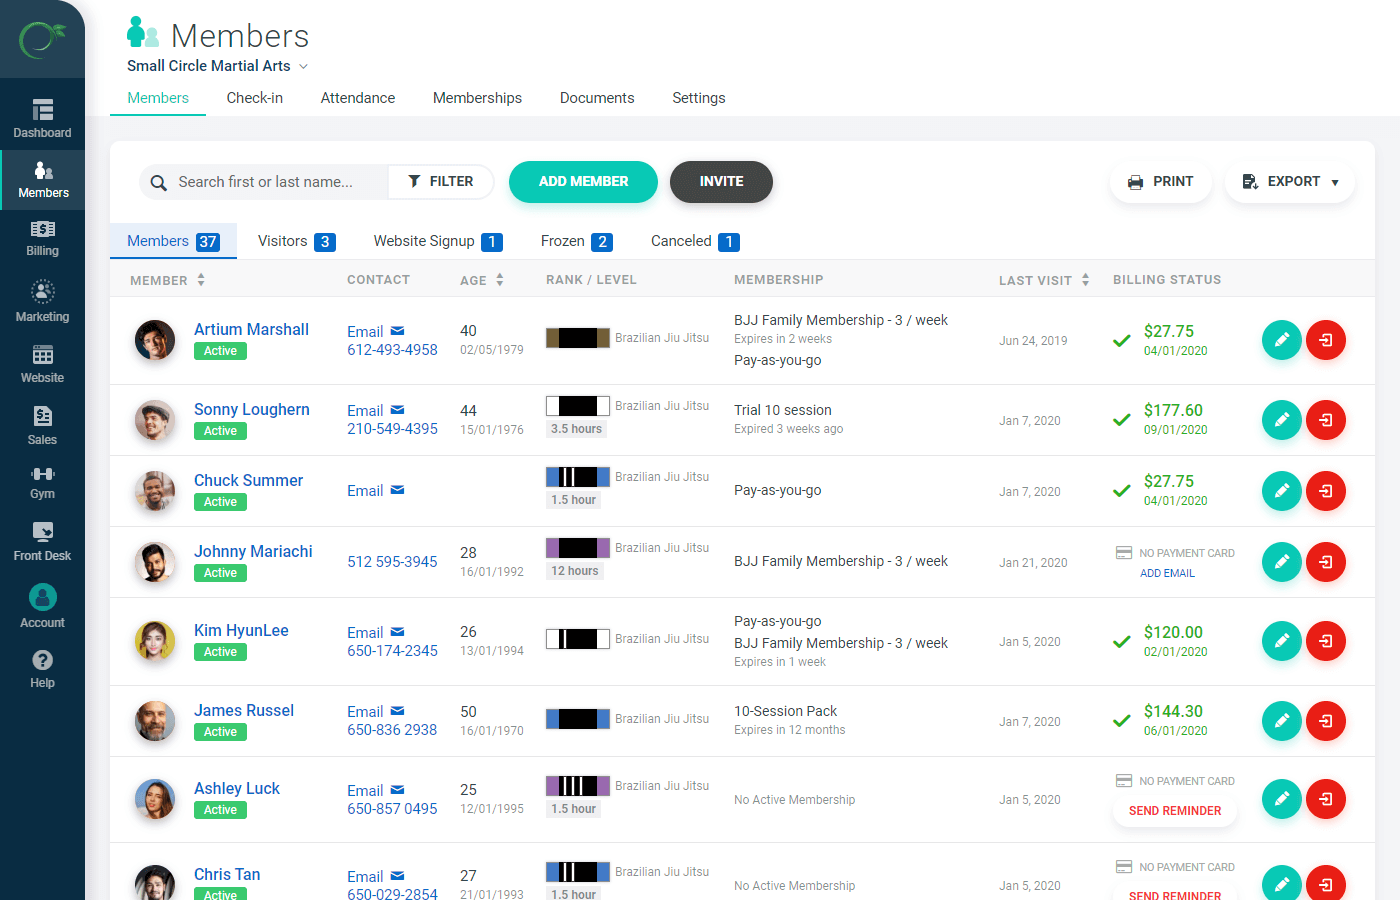 Members
Small Circle Martial Arts
Members Check-in Attendance Memberships Documents Settings
Dashboard
Members
Billing
Marketing
Website
Sales
Gym
Front Desk
Account
Help
Search first or last name... FILTER ADD MEMBER INVITE PRINT EXPORT
Members 37 Visitors 3 Website Signup 1 Frozen 2 Canceled 1
MEMBER CONTACT AGE RANK / LEVEL MEMBERSHIP LAST VISIT BILLING STATUS
Artium Marshall
Active
Email
612-493-4958
40
02/05/1979
Brazilian Jiu Jitsu
BJJ Family Membership - 3 / week
Expires in 2 weeks
Pay-as-you-go
Jun 24, 2019
$27.75
04/01/2020
Sonny Loughern
Active
Email
210-549-4395
44
15/01/1976
Brazilian Jiu Jitsu
3.5 hours
Trial 10 session
Expired 3 weeks ago
Jan 7, 2020
$177.60
09/01/2020
Chuck Summer
Active
Email
Brazilian Jiu Jitsu
1.5 hour
Pay-as-you-go
Jan 7, 2020
$27.75
04/01/2020
Johnny Mariachi
Active
512 595-3945
28
16/01/1992
Brazilian Jiu Jitsu
12 hours
BJJ Family Membership - 3 / week
Jan 21, 2020
NO PAYMENT CARD
ADD EMAIL
Kim HyunLee
Active
Email
650-174-2345
26
13/01/1994
Brazilian Jiu Jitsu
Pay-as-you-go
BJJ Family Membership - 3 / week
Expires in 1 week
Jan 5, 2020
$120.00
02/01/2020
James Russel
Active
Email
650-836 2938
50
16/01/1970
Brazilian Jiu Jitsu
10-Session Pack
Expires in 12 months
Jan 7, 2020
$144.30
06/01/2020
Ashley Luck
Active
Email
650-857 0495
25
12/01/1995
Brazilian Jiu Jitsu
1.5 hour
No Active Membership
Jan 5, 2020
NO PAYMENT CARD
SEND REMINDER
Chris Tan
Active
Email
650-029-2854
27
21/01/1993
Brazilian Jiu Jitsu
1.5 hour
No Active Membership
Jan 5, 2020
NO PAYMENT CARD
SEND REMINDER